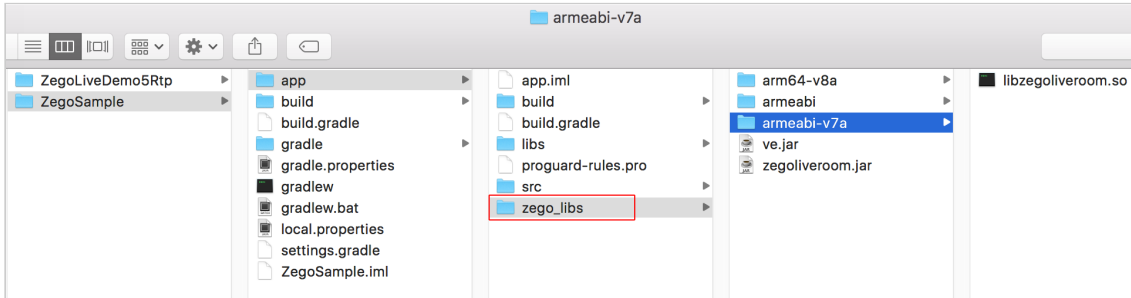 armeabi-v7a
ZegoLiveDemo5Rtp
ZegoSample
app
build
build.gradle
gradle
gradle.properties
gradlew
gradlew.bat
local.properties
settings.gradle
ZegoSample.iml
app.iml
build
build.gradle
libs
proguard-rules.pro
src
zego_libs
arm64-v8a
armeabi
armeabi-v7a
ve.jar
zegoliveroom.jar
libzegoliveroom.so